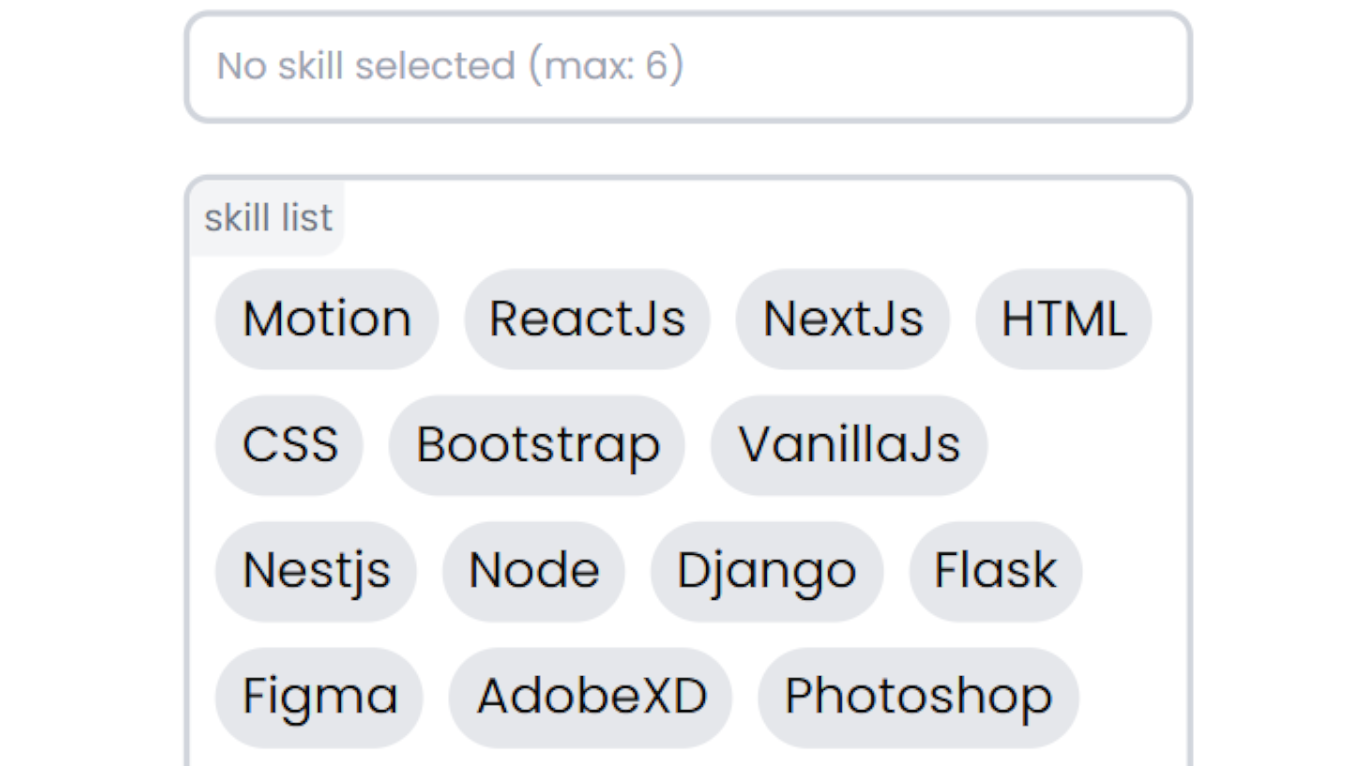 No skill selected (max: 6)
skill list
Motion ReactJs NextJs HTML
CSS Bootstrap VanillaJs
Nestjs Node Django Flask
Figma AdobeXD Photoshop